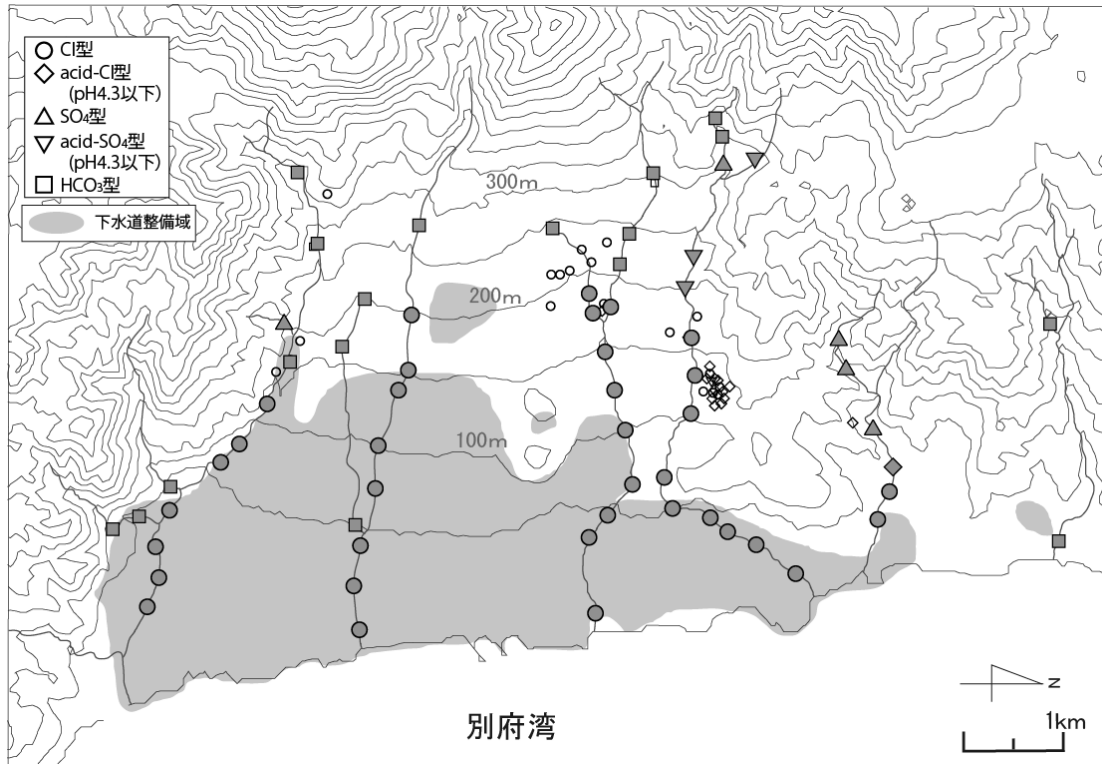 Cl型
acid-Cl型
(pH4.3以下)
SO₄型
acid-SO₄型
(pH4.3以下)
HCO₃型
下水道整備域
300m
200m
100m
別府湾
N
1km